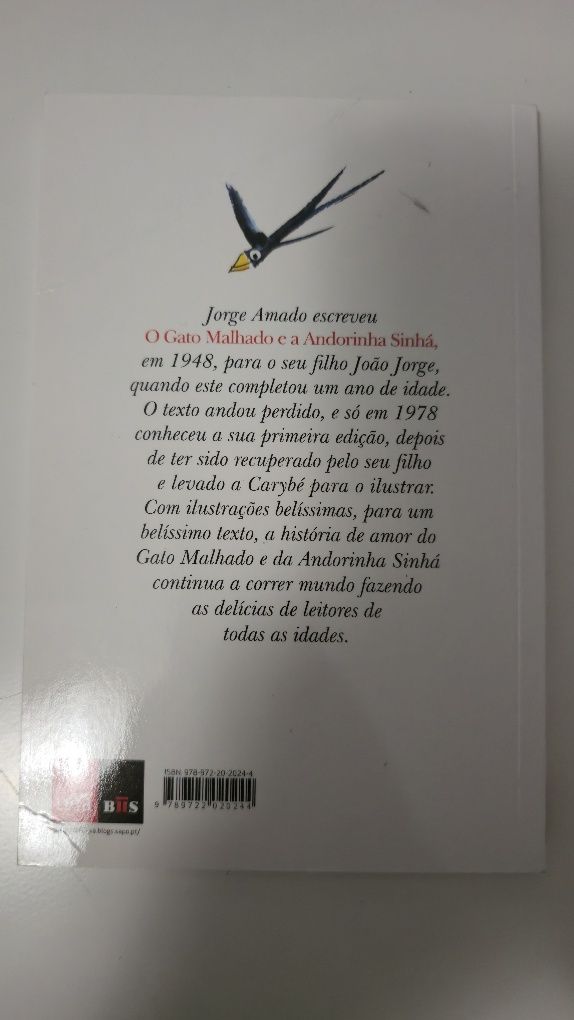 Jorge Amado escreveu
O Gato Malhado e a Andorinha Sinhá,
em 1948, para o seu filho João Jorge,
quando este completou um ano de idade.
O texto andou perdido, e só em 1978
conheceu a sua primeira edição, depois
de ter sido recuperado pelo seu filho
e levado a Carybé para o ilustrar.
Com ilustrações belíssimas, para um
belíssimo texto, a história de amor do
Gato Malhado e da Andorinha Sinhá
continua a correr mundo fazendo
as delícias de leitores de
todas as idades.
ISBN: 978-972-20-2024-4
BIIS
9 789722 020244